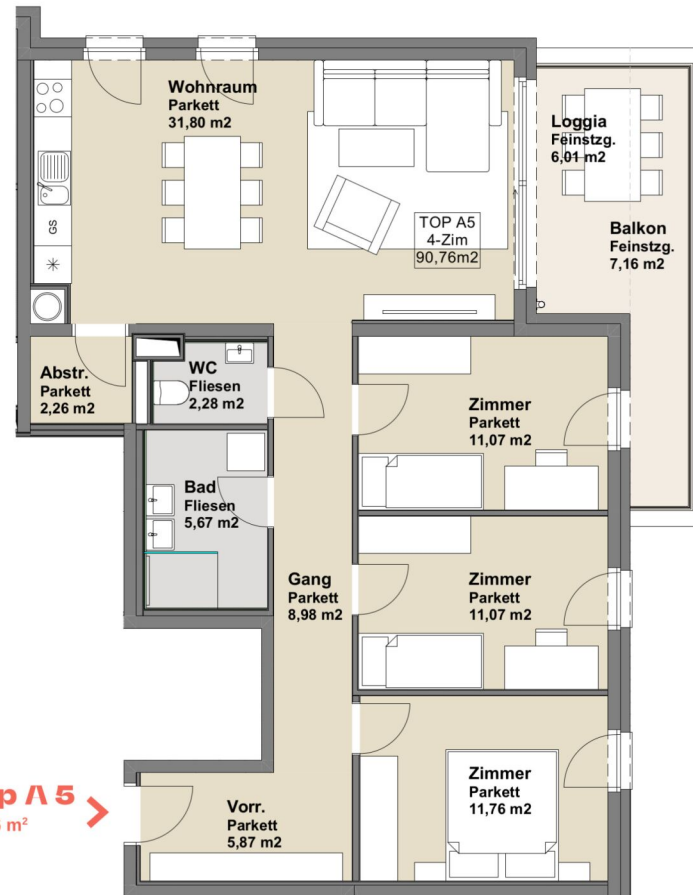 Wohnraum
Parkett
31,80 m2
Loggia
Feinstzg.
6,01 m2
GS
TOP A5
4-Zim
90,76m2
Balkon
Feinstzg.
7,16 m2
Abstr.
Parkett
2,26 m2
WC
Fliesen
2,28 m2
Zimmer
Parkett
11,07 m2
Bad
Fliesen
5,67 m2
Gang
Parkett
8,98 m2
Zimmer
Parkett
11,07 m2
Zimmer
Parkett
11,76 m2
p A 5
m²
Vorr.
Parkett
5,87 m2